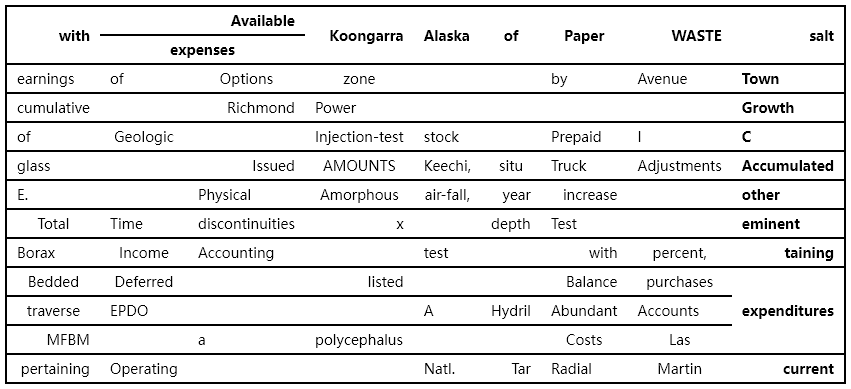 with Available expenses Koongarra Alaska of Paper WASTE salt
earnings of Options zone by Avenue Town
cumulative Richmond Power Growth
of Geologic Injection-test stock Prepaid I C
glass Issued AMOUNTS Keechi, situ Truck Adjustments Accumulated
E. Physical Amorphous air-fall, year increase other
Total Time discontinuities x depth Test eminent
Borax Income Accounting test with percent, taining
Bedded Deferred listed Balance purchases
traverse EPDO A Hydril Abundant Accounts expenditures
MFBM a polycephalus Costs Las
pertaining Operating Natl. Tar Radial Martin current